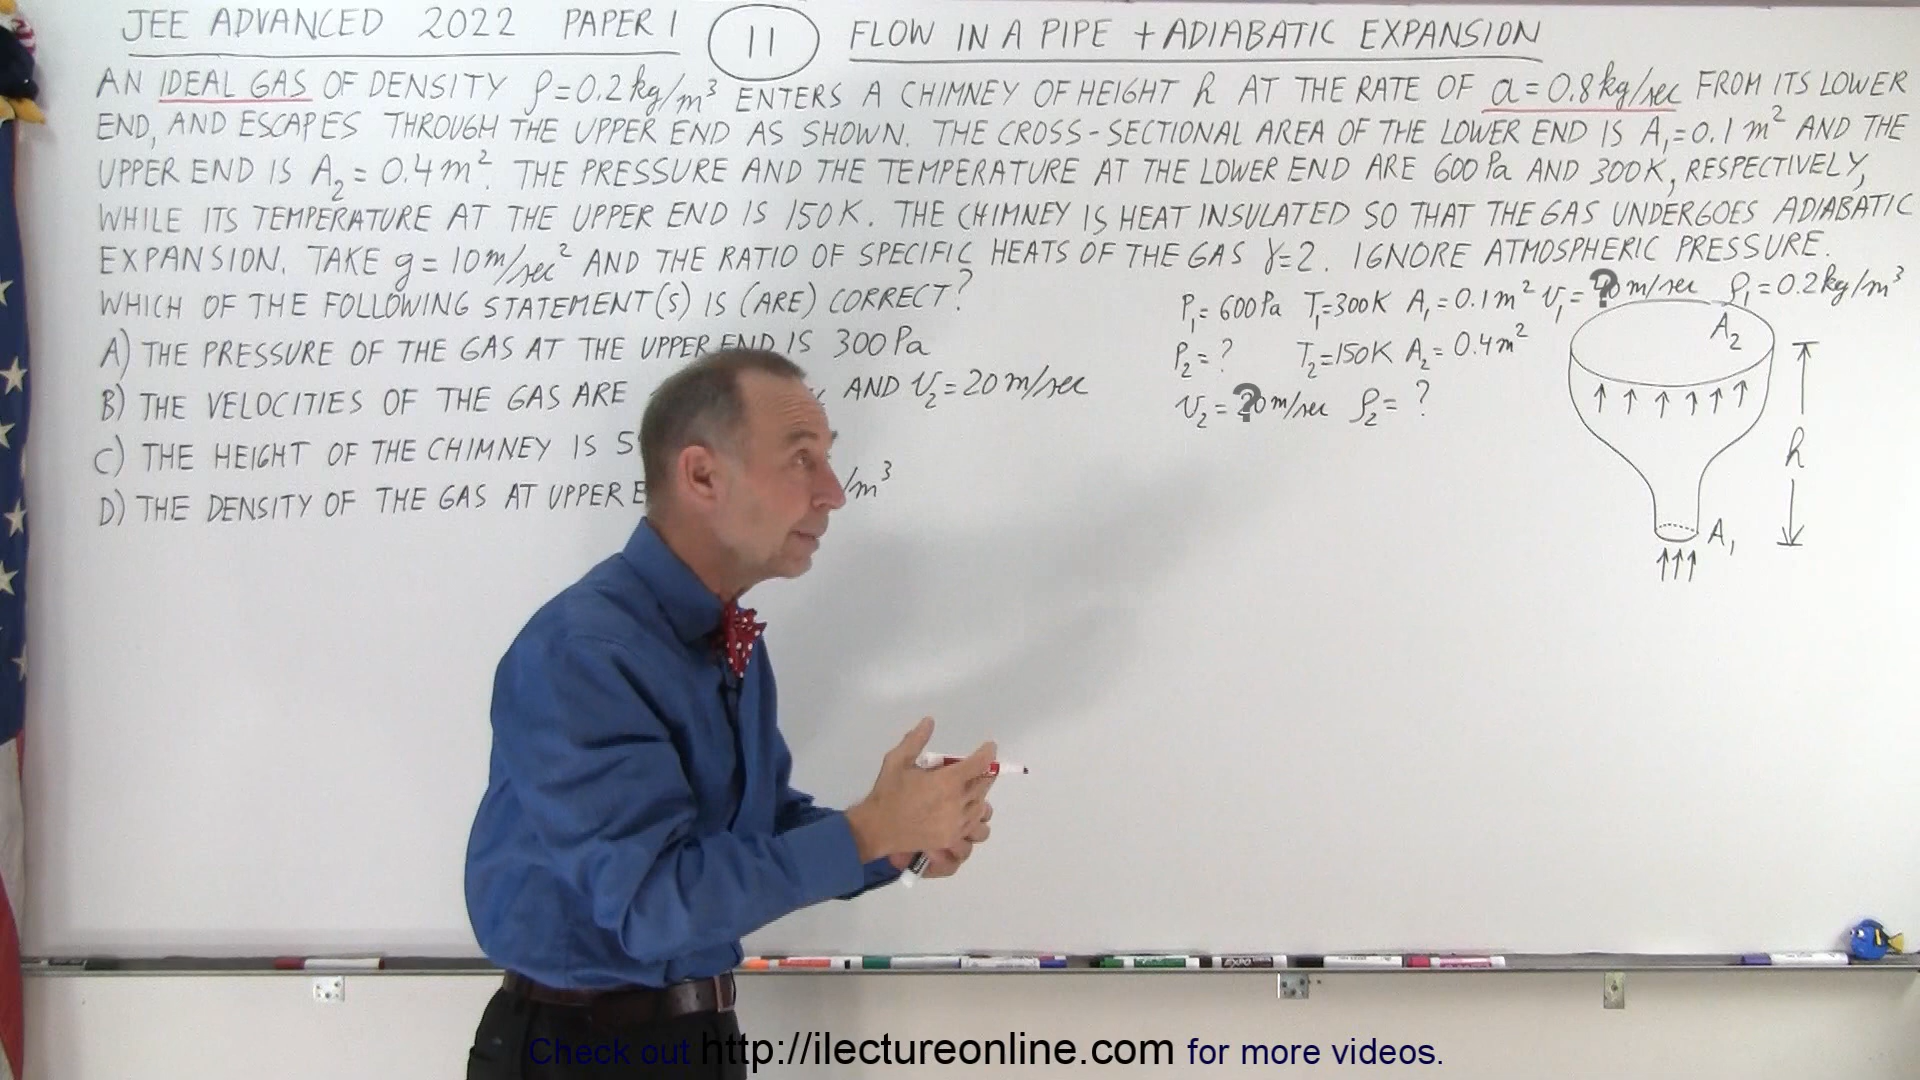 JEE ADVANCED 2022 PAPER 1 11 FLOW IN A PIPE + ADIABATIC EXPANSION
AN IDEAL GAS OF DENSITY ρ=0.2 kg/m³ ENTERS A CHIMNEY OF HEIGHT h AT THE RATE OF a=0.8 kg/sec FROM ITS LOWER
END, AND ESCAPES THROUGH THE UPPER END AS SHOWN. THE CROSS-SECTIONAL AREA OF THE LOWER END IS A₁=0.1 m² AND THE
UPPER END IS A₂=0.4 m². THE PRESSURE AND THE TEMPERATURE AT THE LOWER END ARE 600 Pa AND 300K, RESPECTIVELY,
WHILE ITS TEMPERATURE AT THE UPPER END IS 150K. THE CHIMNEY IS HEAT INSULATED SO THAT THE GAS UNDERGOES ADIABATIC
EXPANSION. TAKE g=10m/sec² AND THE RATIO OF SPECIFIC HEATS OF THE GAS γ=2. IGNORE ATMOSPHERIC PRESSURE.
WHICH OF THE FOLLOWING STATEMENT(S) IS (ARE) CORRECT?
A) THE PRESSURE OF THE GAS AT THE UPPER END IS 300 Pa
B) THE VELOCITIES OF THE GAS ARE AND v₂=20 m/sec
C) THE HEIGHT OF THE CHIMNEY IS
D) THE DENSITY OF THE GAS AT UPPER /m³
P₁=600Pa T₁=300K A₁=0.1m² v₁=? m/sec ρ₁=0.2kg/m³
P₂=? T₂=150K A₂=0.4m²
v₂=? m/sec ρ₂=?
A₂
h
A₁
Check out http://ilectureonline.com for more videos.